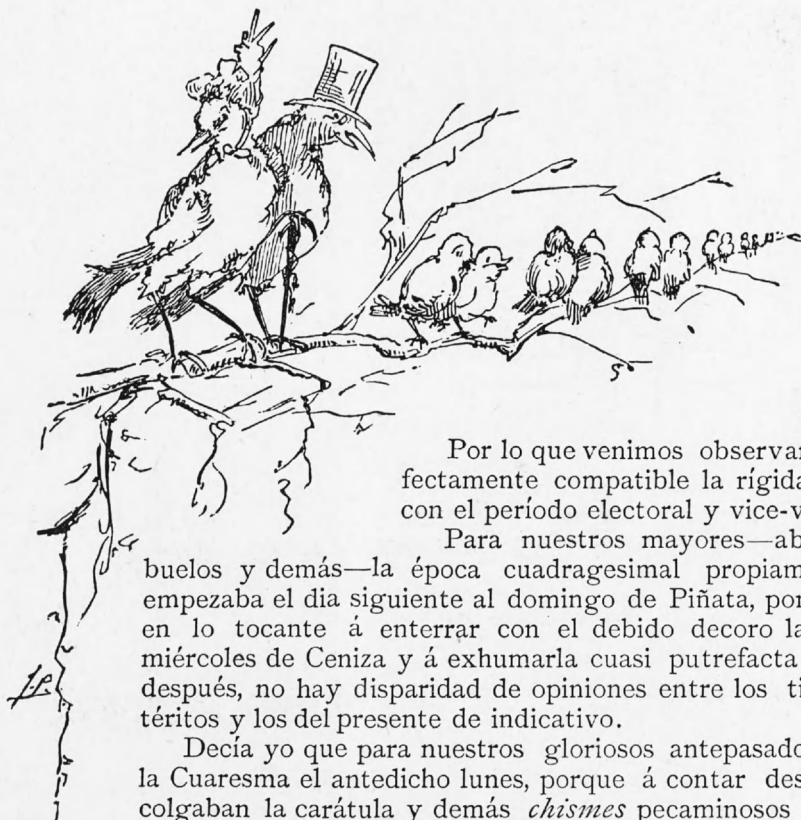 Por lo que venimos observan
fectamente compatible la rígida
con el período electoral y vice-v
Para nuestros mayores—ab
buelos y demás—la época cuadragesimal propiam
empezaba el dia siguiente al domingo de Piñata, por
en lo tocante á enterrar con el debido decoro la
miércoles de Ceniza y á exhumarla cuasi putrefacta
después, no hay disparidad de opiniones entre los ti
téritos y los del presente de indicativo.
Decía yo que para nuestros gloriosos antepasado
la Cuaresma el antedicho lunes, porque á contar des
colgaban la carátula y demás chismes pecaminosos